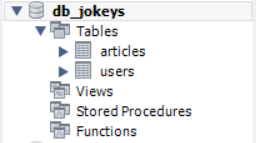 db_jokeys
Tables
articles
users
Views
Stored Procedures
Functions